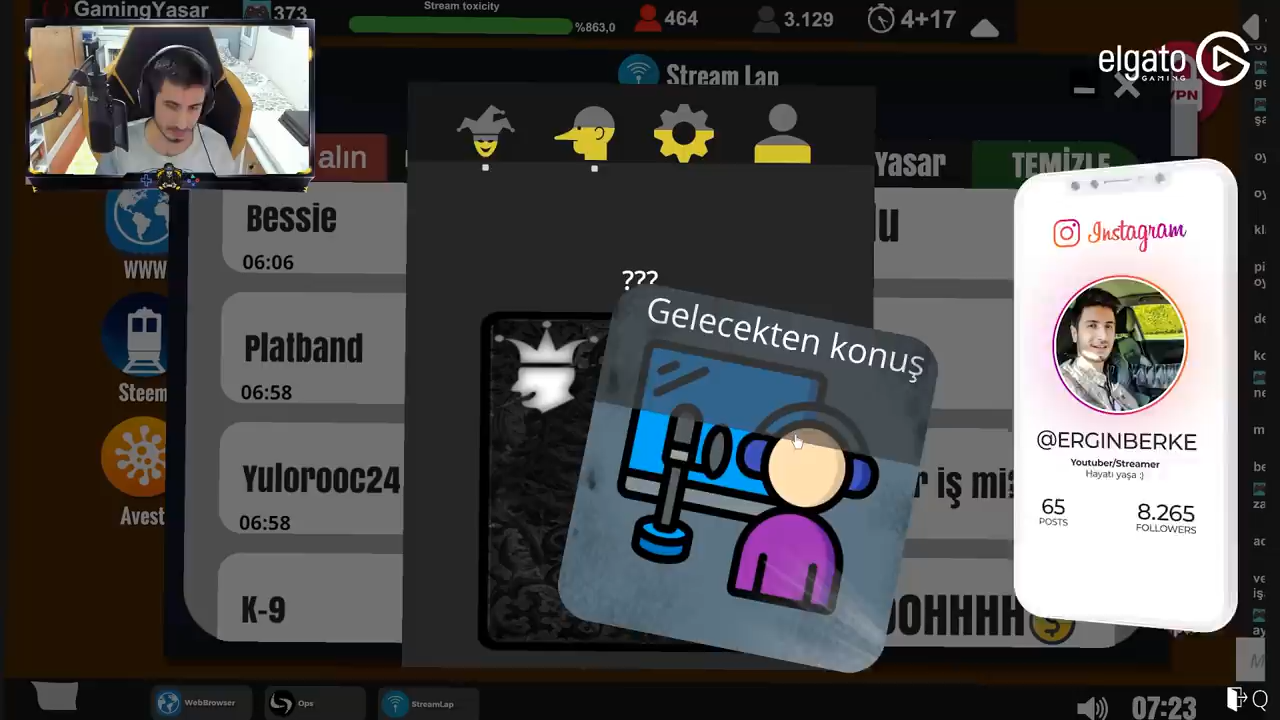 GamingYasar
373
Stream toxicity
%863,0
464
3.129
4+17
elgato
GAMING
Stream Lap
VPN
alın
Yasar
TEMİZLE
Bessie
06:06
Platband
06:58
Yulorooc24
06:58
K-9
???
Gelecekten konuş
r iş mi?
OHHHH
WWW
Steem
Avest
Instagram
@ERGINBERKE
Youtuber/Streamer
Hayatı yaşa :)
65
POSTS
8.265
FOLLOWERS
WebBrowser
Ops
StreamLap
07:23
Q